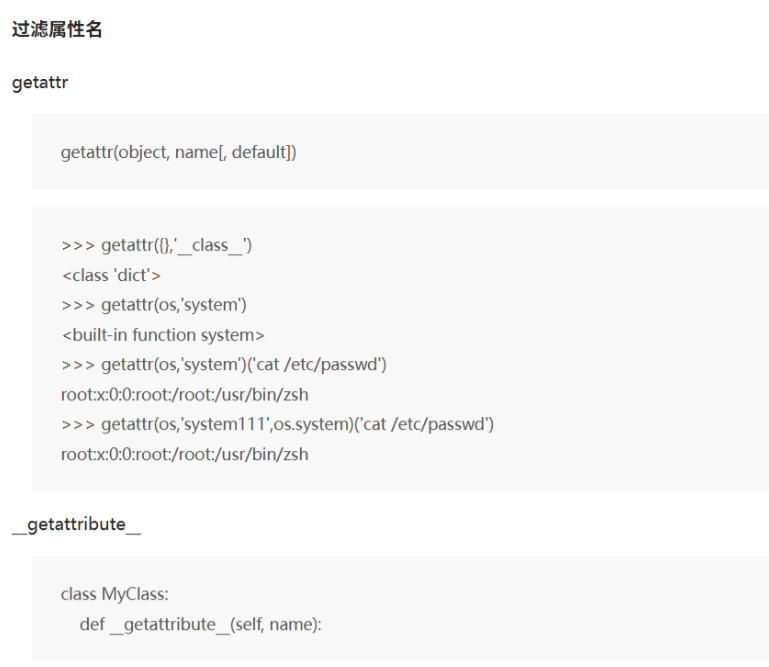 过滤属性名
getattr
getattr(object, name[, default])
>>> getattr({},'__class__')
<class 'dict'>
>>> getattr(os,'system')
<built-in function system>
>>> getattr(os,'system')('cat /etc/passwd')
root:x:0:0:root:/root:/usr/bin/zsh
>>> getattr(os,'system111',os.system)('cat /etc/passwd')
root:x:0:0:root:/root:/usr/bin/zsh
__getattribute__
class MyClass:
    def __getattribute__(self, name):